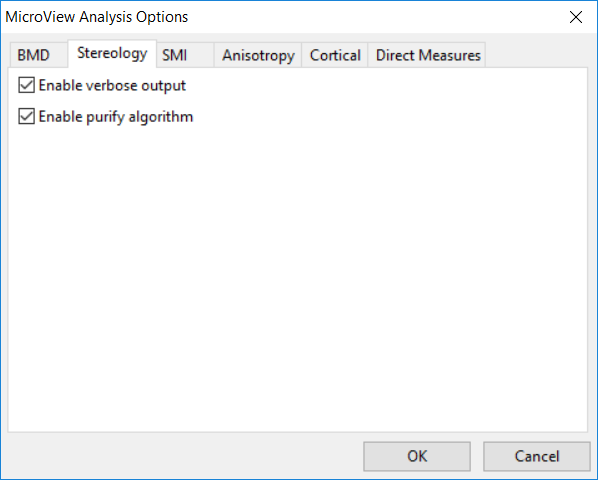 MicroView Analysis Options
BMD Stereology SMI Anisotropy Cortical Direct Measures
Enable verbose output
Enable purify algorithm
OK Cancel